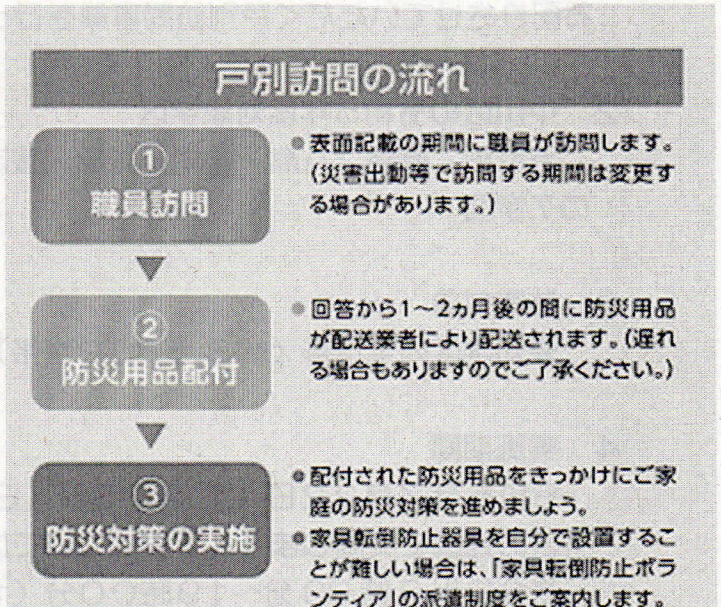 戸別訪問の流れ
①
職員訪問
●表面記載の期間に職員が訪問します。
(災害出動等で訪問する期間は変更す
る場合があります。)
②
防災用品配付
●回答から1～2ヵ月後の間に防災用品
が配送業者により配送されます。(遅れ
る場合もありますのでご了承ください。)
③
防災対策の実施
●配付された防災用品をきっかけにご家
庭の防災対策を進めましょう。
●家具転倒防止器具を自分で設置するこ
とが難しい場合は、「家具転倒防止ボラ
ンティア」の派遣制度をご案内します。